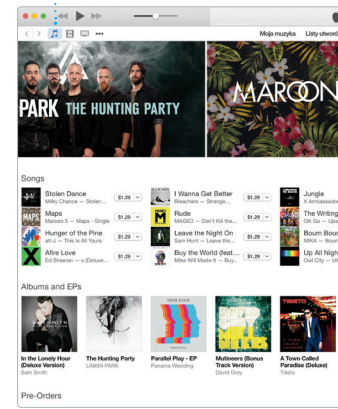 Moja muzyka Listy utworó
PARK THE HUNTING PARTY
MAROON
Songs
Stolen Dance
Milky Chance — Stolen...
$1.29
I Wanna Get Better
Bleachers — Strange...
$1.29
Jungle
X Ambassador
Maps
Maroon 5 — Maps - Single
$1.29
Rude
MAGIC! — Don't Kill the...
$1.29
The Writing
OK Go — Ups
Hunger of the Pine
alt-J — This Is All Yours
$1.29
Leave the Night On
Sam Hunt — Leave the...
$1.29
Boum Boum
MIKA — Boun
Afire Love
Ed Sheeran — x (Deluxe...
$1.29
Buy the World (feat...
Mike Will Made-It — Buy...
$1.29
Up All Nigh
Owl City — Ul
Albums and EPs
In the Lonely Hour
(Deluxe Version)
Sam Smith
The Hunting Party
LINKIN PARK
Parallel Play - EP
Panama Wedding
Mutineers (Bonus
Track Version)
David Gray
A Town Called
Paradise (Deluxe)
Tiësto
Pre-Orders